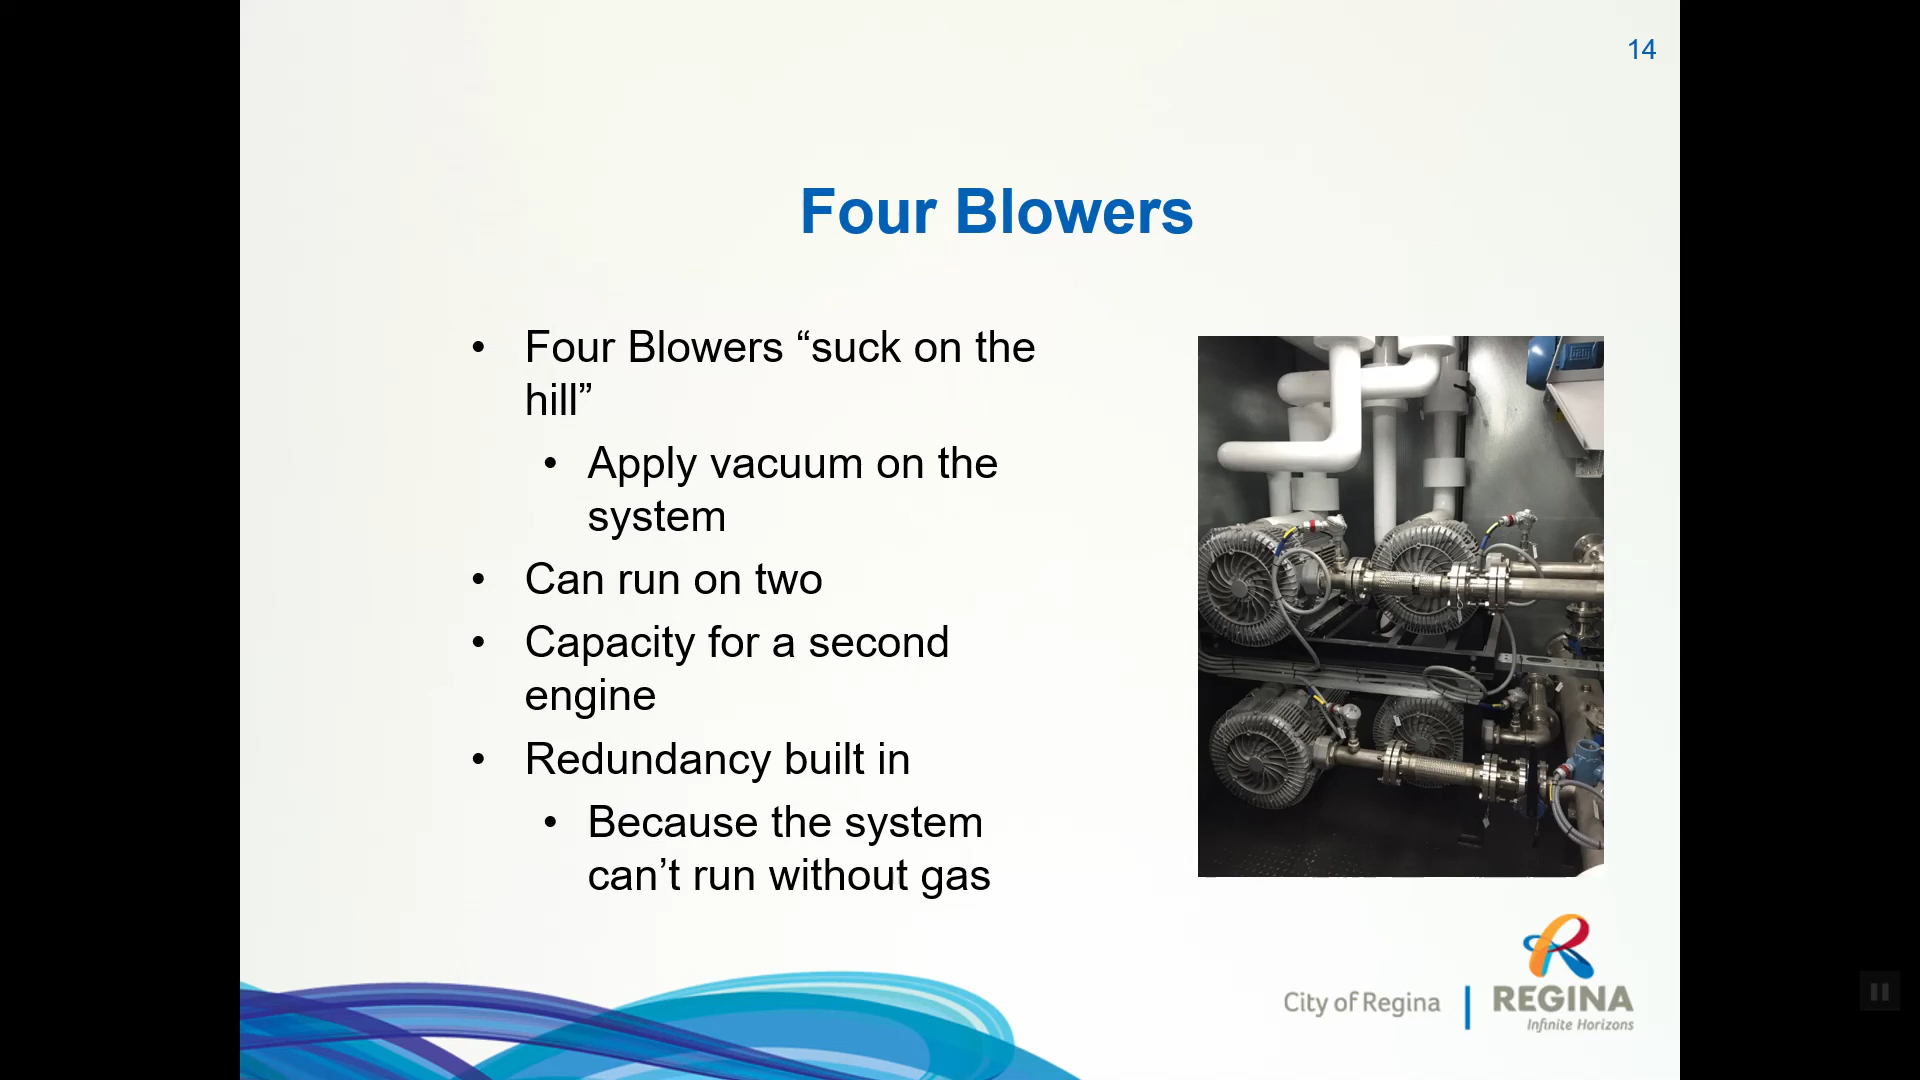 14
Four Blowers
• Four Blowers “suck on the
hill”
• Apply vacuum on the
system
• Can run on two
• Capacity for a second
engine
• Redundancy built in
• Because the system
can’t run without gas
City of Regina
REGINA
Infinite Horizons